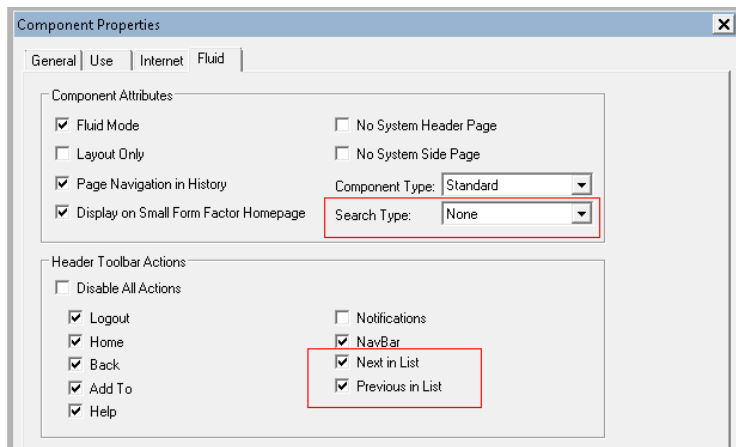 Component Properties
General Use Internet Fluid
Component Attributes
Fluid Mode
No System Header Page
Layout Only
No System Side Page
Page Navigation in History
Component Type: Standard
Display on Small Form Factor Homepage
Search Type: None
Header Toolbar Actions
Disable All Actions
Logout
Notifications
Home
NavBar
Back
Next in List
Add To
Previous in List
Help